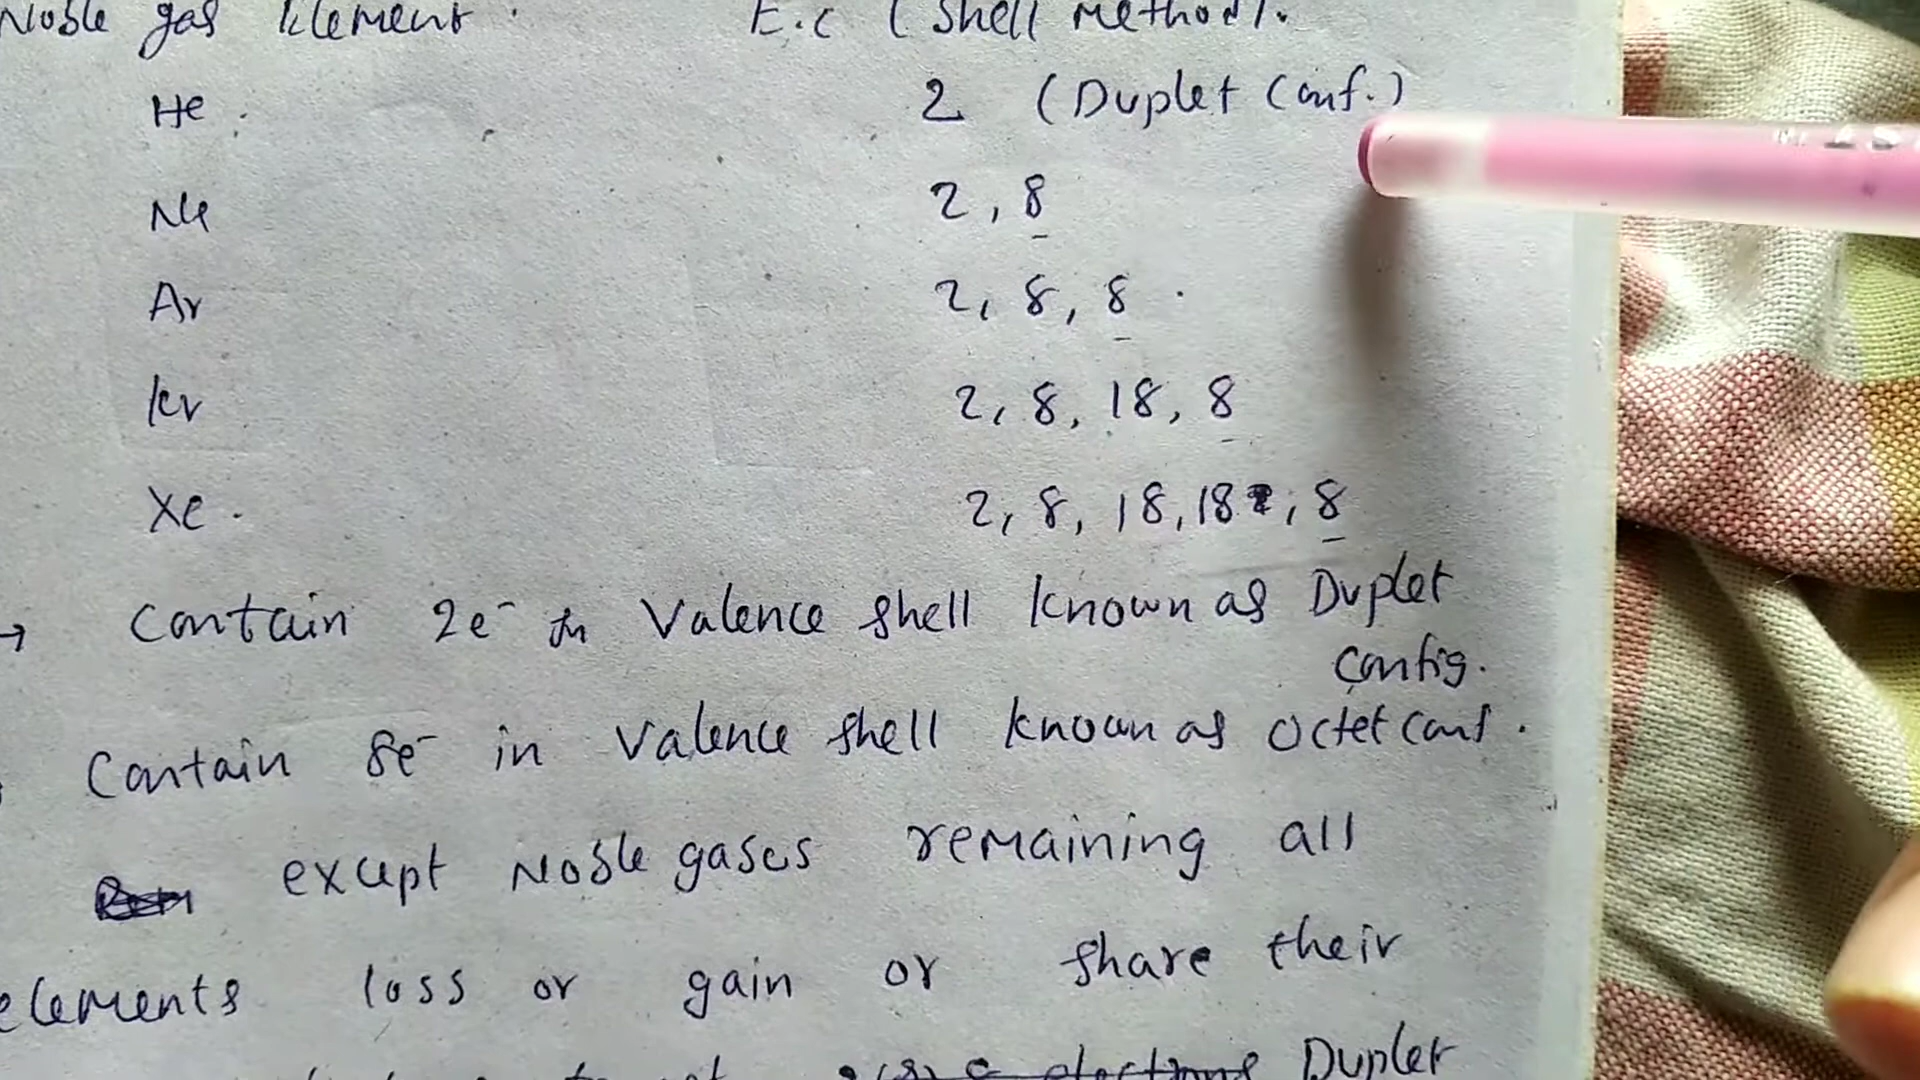 Noble gas Element. E.C (Shell Method).
He. 2 (Duplet Conf.)
Ne 2, 8
Ar 2, 8, 8.
Kr 2, 8, 18, 8
Xe. 2, 8, 18, 18, 8
→ Contain 2e⁻ in Valence shell known as Duplet
Config.
Contain 8e⁻ in Valence shell known as Octet Conf.
except Noble gases remaining all
elements loss or gain or share their
electrons Duplet